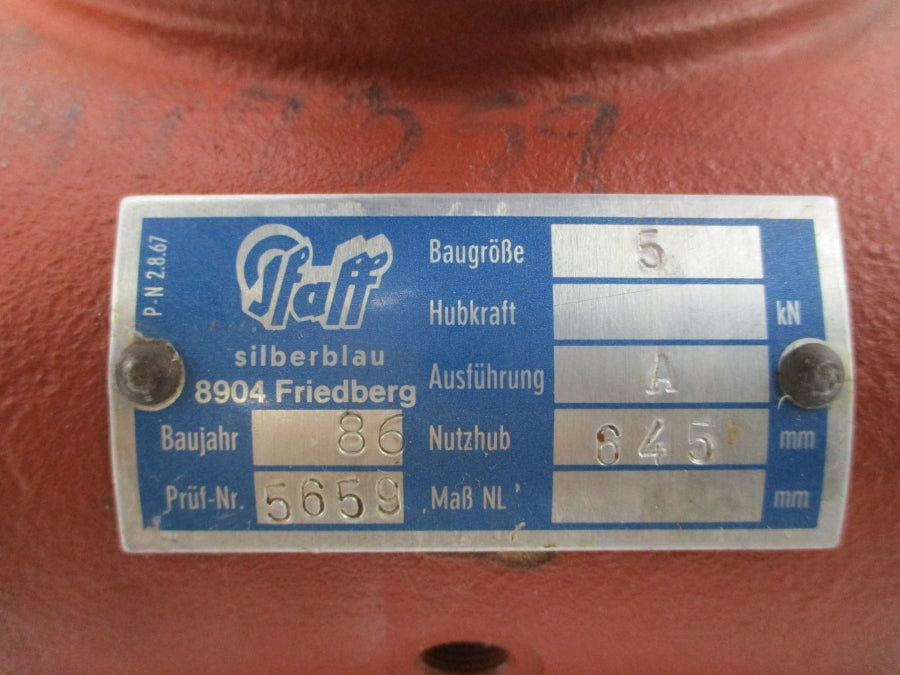 P-N 2.8.67
Pfaff
silberblau
8904 Friedberg
Baujahr 86
Prüf-Nr. 5659
Baugröße 5
Hubkraft kN
Ausführung A
Nutzhub 645 mm
Maß NL mm